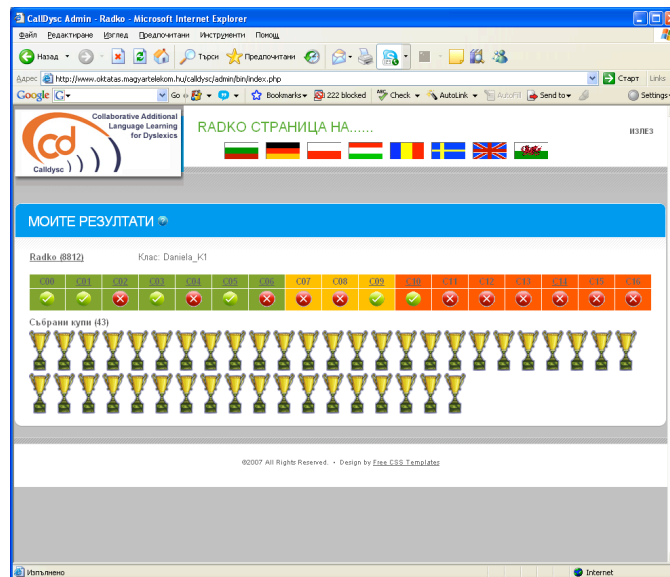 CallDysc Admin - Radko - Microsoft Internet Explorer
Файл Редактиране Изглед Предпочитани Инструменти Помощ
Назад Търси Предпочитани
Адрес http://www.oktatas.magyartelekom.hu/calldysc/admin/bin/index.php Старт Links
Google G Go Bookmarks 222 blocked Check AutoLink AutoFill Send to Settings
Collaborative Additional
Language Learning
for Dyslexics
cd
Calldysc
RADKO СТРАНИЦА НА......
ИЗЛЕЗ
МОИТЕ РЕЗУЛТАТИ
Radko (8812) Клас: Daniela_K1
C00 C01 C02 C03 C04 C05 C06 C07 C08 C09 C10 C11 C12 C13 C14 C15 C16
Събрани купи (43)
©2007 All Rights Reserved. • Design by Free CSS Templates
Изпълнено Internet